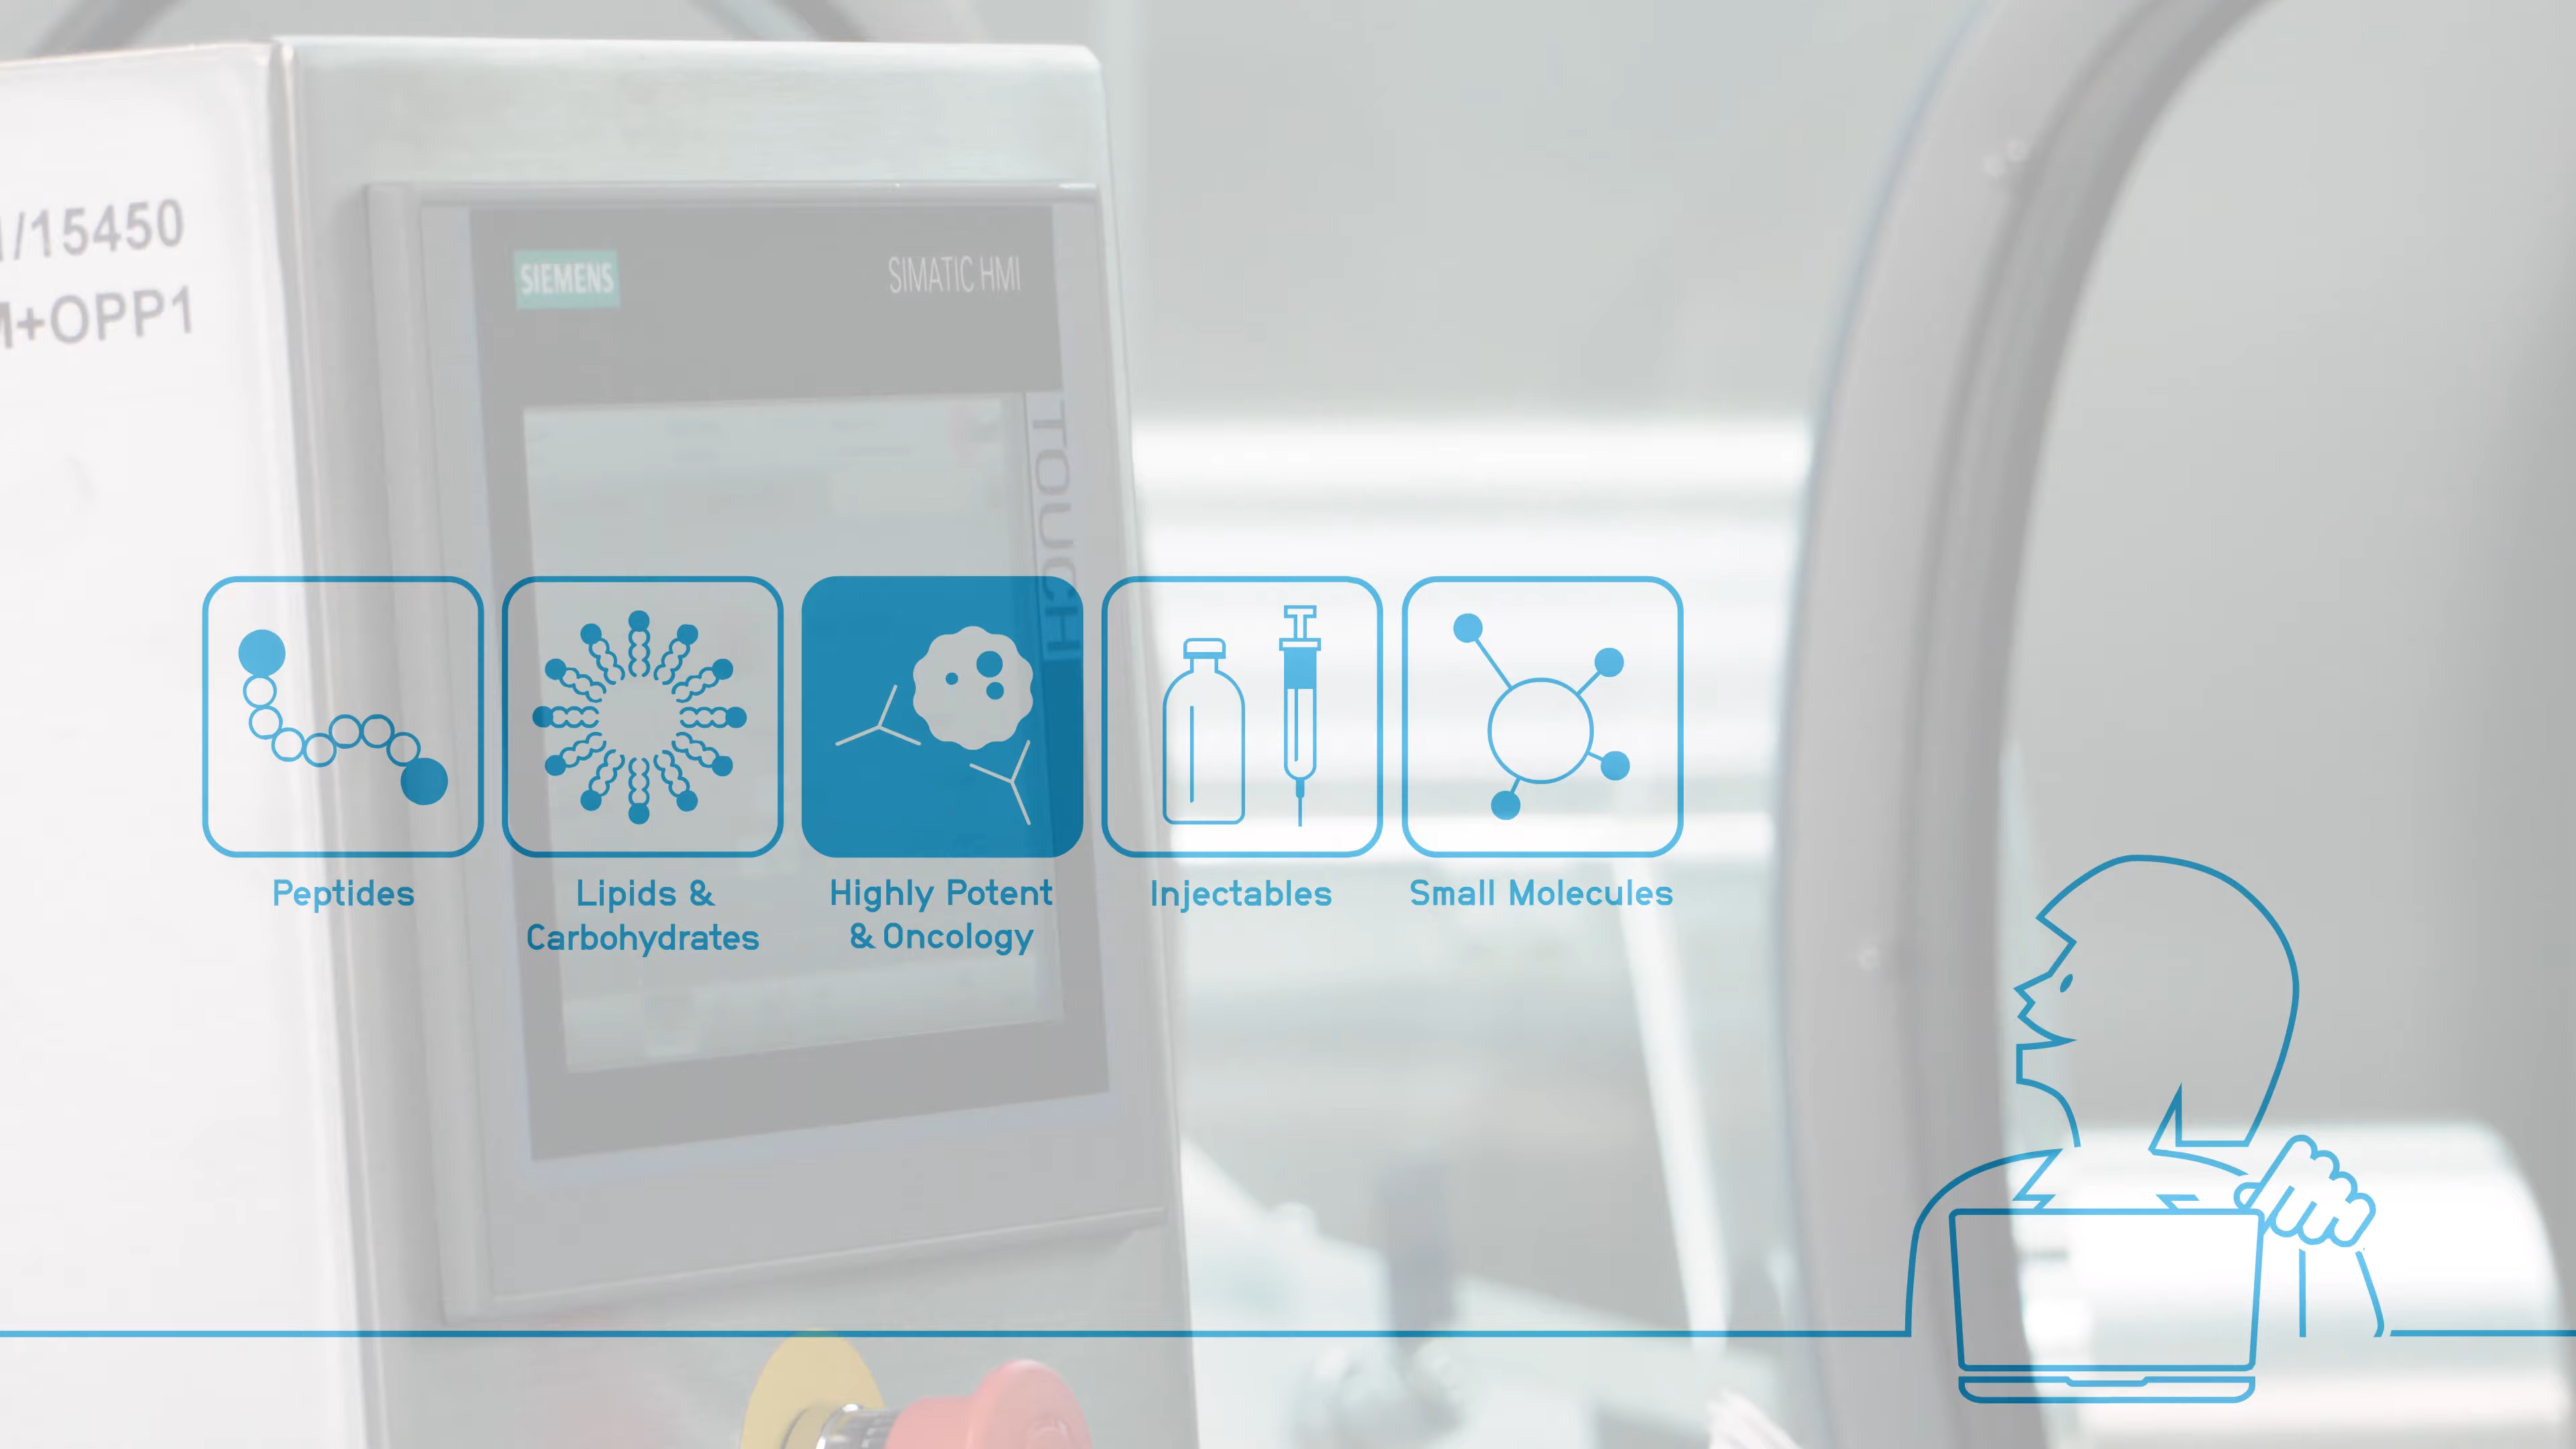 /15450
M+OPP1
SIEMENS
SIMATIC HMI
TOUCH
Peptides
Lipids &
Carbohydrates
Highly Potent
& Oncology
Injectables
Small Molecules